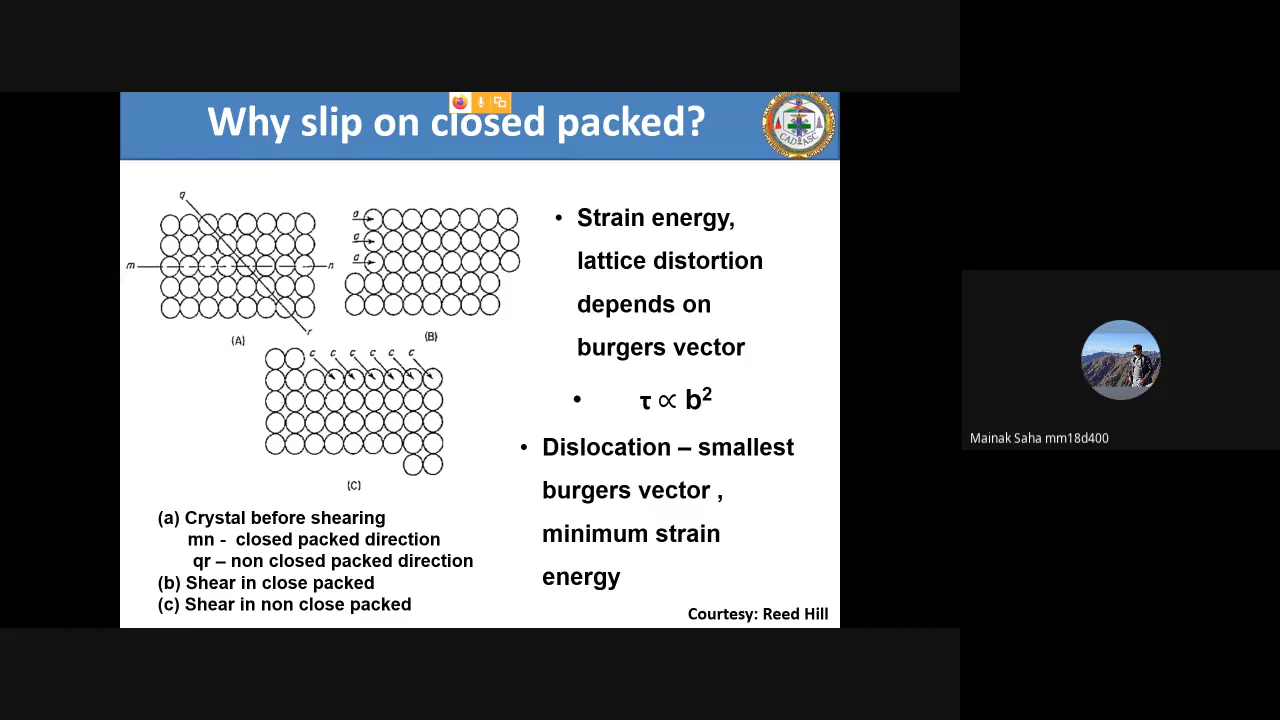 Why slip on closed packed?
CADZASC
q
m
n
r
(A)
a
a
a
(B)
c c c c c c
(C)
(a) Crystal before shearing
mn - closed packed direction
qr – non closed packed direction
(b) Shear in close packed
(c) Shear in non close packed
• Strain energy,
lattice distortion
depends on
burgers vector
• τ ∝ b²
• Dislocation – smallest
burgers vector ,
minimum strain
energy
Courtesy: Reed Hill
Mainak Saha mm18d400